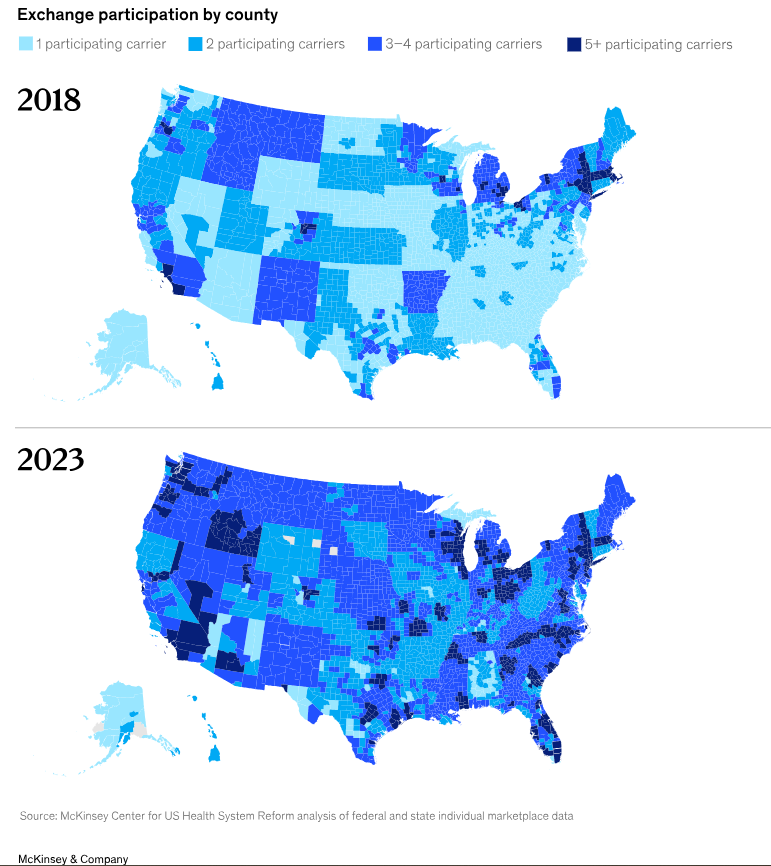 Exchange participation by county
1 participating carrier 2 participating carriers 3–4 participating carriers 5+ participating carriers
2018
2023
Source: McKinsey Center for US Health System Reform analysis of federal and state individual marketplace data
McKinsey & Company